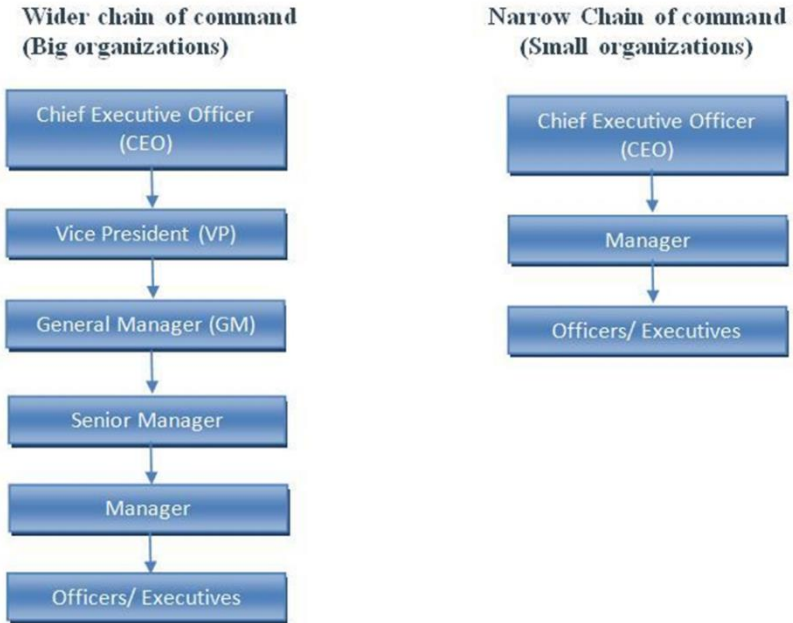 Wider chain of command
(Big organizations)
Chief Executive Officer
(CEO)
Vice President (VP)
General Manager (GM)
Senior Manager
Manager
Officers/ Executives
Narrow Chain of command
(Small organizations)
Chief Executive Officer
(CEO)
Manager
Officers/ Executives